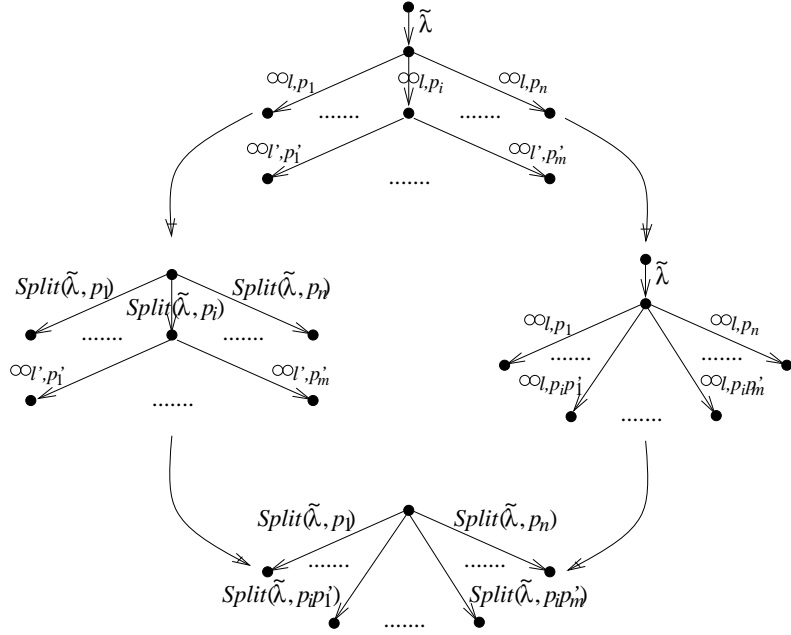 λ̃
∞l,p1 ∞l,pi ∞l,pn
....... .......
∞l',p'1 ∞l',p'm
.......
Split(λ̃, p1) Split(λ̃, pi) Split(λ̃, pn)
....... .......
∞l',p'1 ∞l',p'm
.......
λ̃
∞l,p1 ∞l,pn
....... .......
∞l,pip'1 ∞l,pip'm
.......
Split(λ̃, p1) Split(λ̃, pn)
....... .......
Split(λ̃, pip'1) Split(λ̃, pip'm)
.......